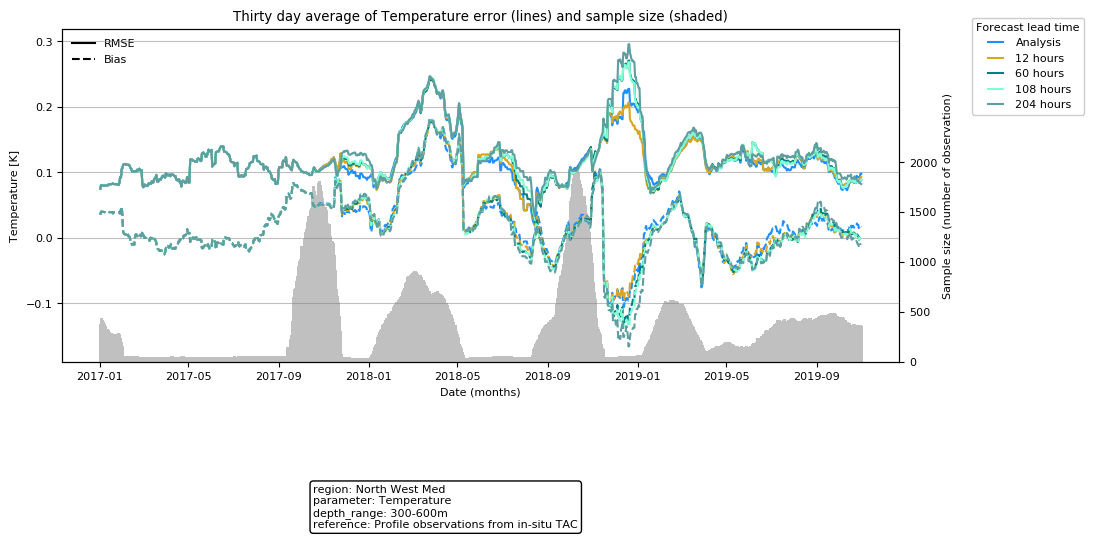 Thirty day average of Temperature error (lines) and sample size (shaded)
RMSE
Bias
Forecast lead time
Analysis
12 hours
60 hours
108 hours
204 hours
Temperature [K]
0.3
0.2
0.1
0.0
−0.1
Sample size (number of observation)
2000
1500
1000
500
0
2017-01 2017-05 2017-09 2018-01 2018-05 2018-09 2019-01 2019-05 2019-09
Date (months)
region: North West Med
parameter: Temperature
depth_range: 300-600m
reference: Profile observations from in-situ TAC